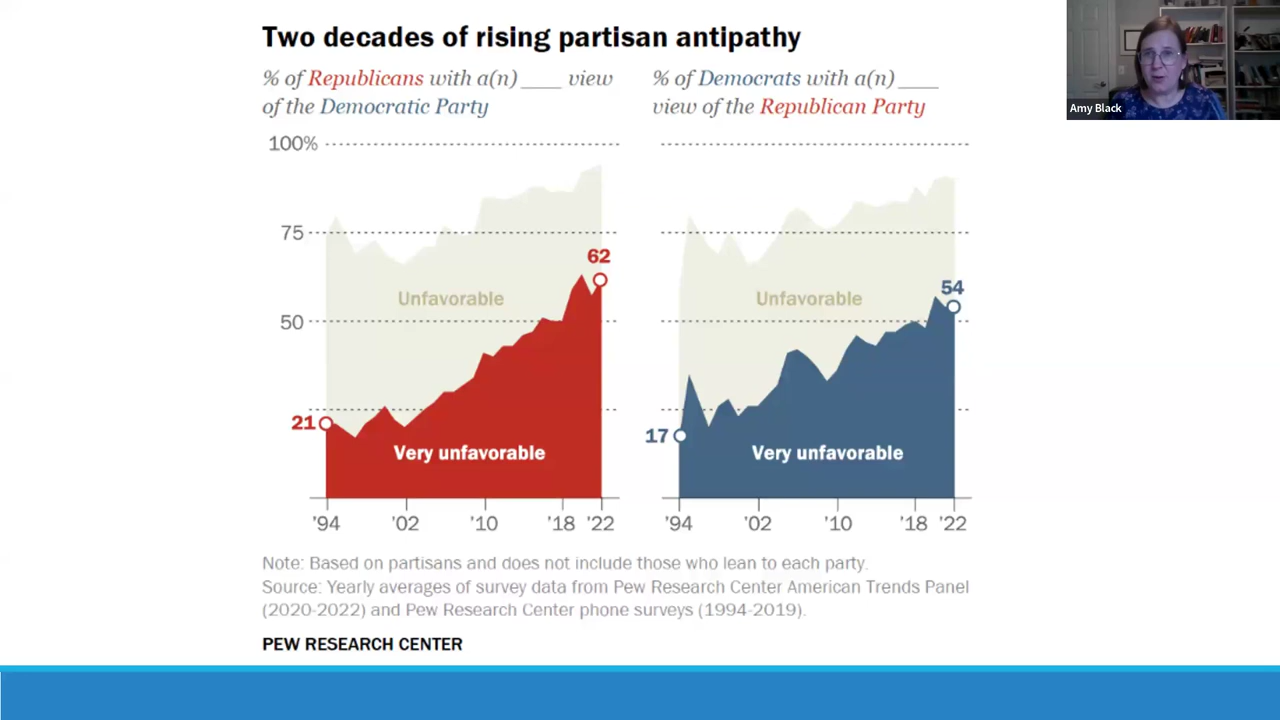 Two decades of rising partisan antipathy
% of Republicans with a(n) ____ view
of the Democratic Party
% of Democrats with a(n) ____
view of the Republican Party
100%
75
50
62
21
Unfavorable
Very unfavorable
’94 ’02 ’10 ’18 ’22
54
17
Unfavorable
Very unfavorable
’94 ’02 ’10 ’18 ’22
Note: Based on partisans and does not include those who lean to each party.
Source: Yearly averages of survey data from Pew Research Center American Trends Panel
(2020-2022) and Pew Research Center phone surveys (1994-2019).
PEW RESEARCH CENTER
Amy Black